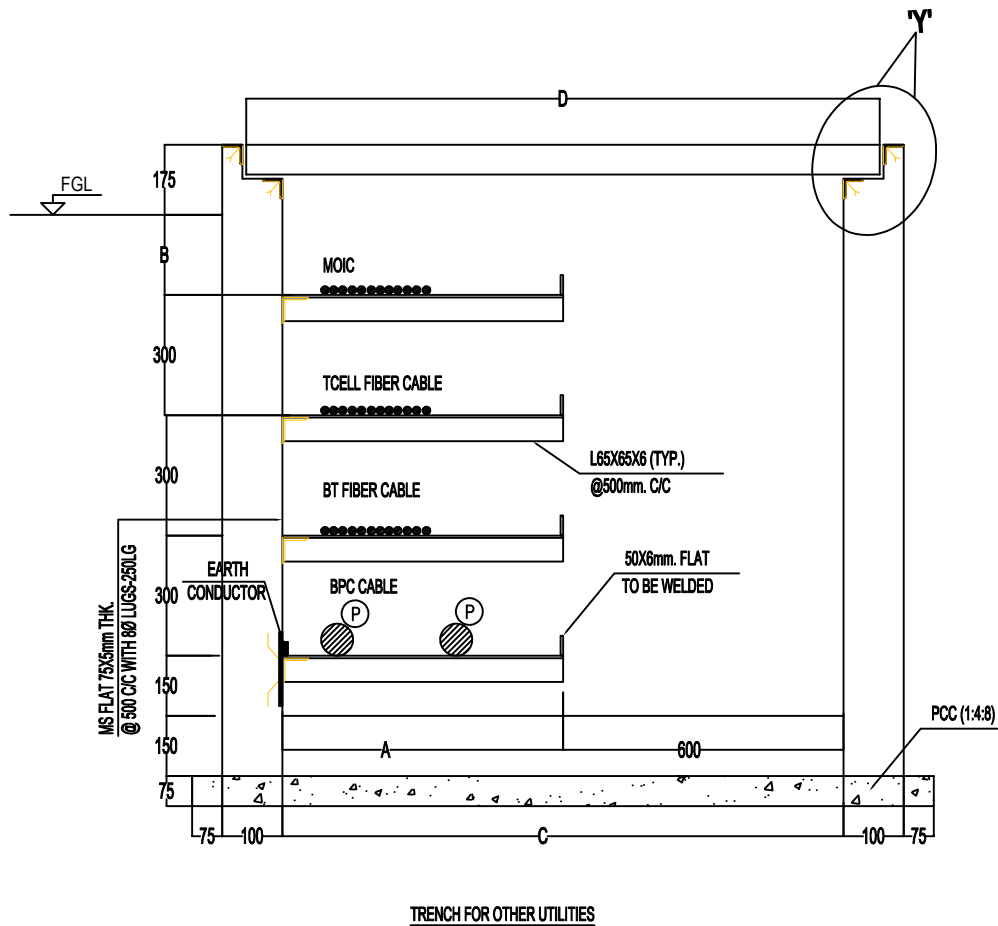 'Y'
D
175
FGL
B
MOIC
300
TCELL FIBER CABLE
L65X65X6 (TYP.)
@500mm. C/C
300
BT FIBER CABLE
MS FLAT 75X5mm THK.
@ 500 C/C WITH 8Ø LUGS-250LG
EARTH
CONDUCTOR
BPC CABLE
50X6mm. FLAT
TO BE WELDED
300
P
P
150
PCC (1:4:8)
150
A
600
75
75
100
C
100
75
TRENCH FOR OTHER UTILITIES